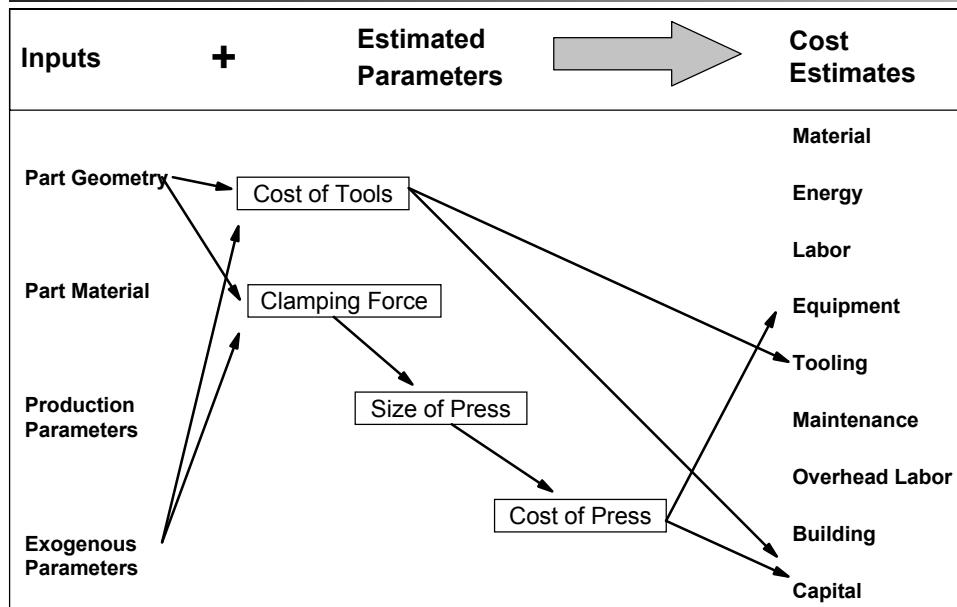 Inputs
+
Estimated
Parameters
Cost
Estimates
Part Geometry
Part Material
Production
Parameters
Exogenous
Parameters
Cost of Tools
Clamping Force
Size of Press
Cost of Press
Material
Energy
Labor
Equipment
Tooling
Maintenance
Overhead Labor
Building
Capital